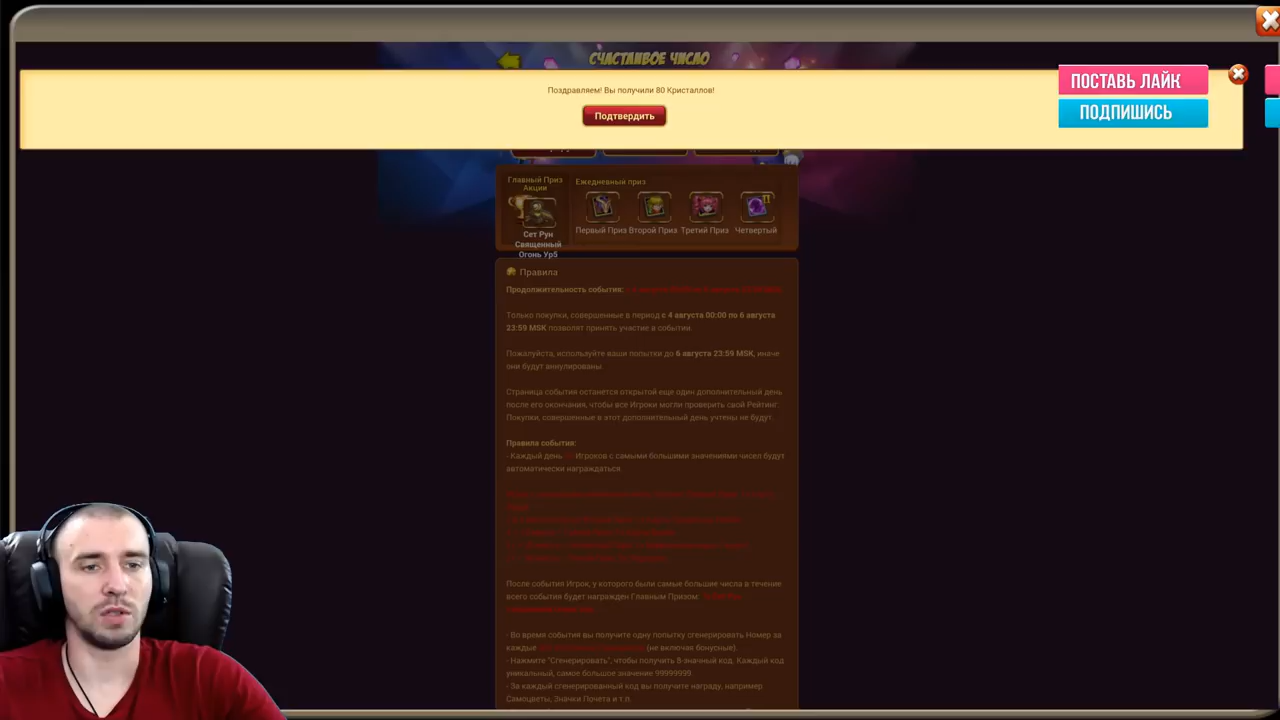 СЧАСТЛИВОЕ ЧИСЛО
Поздравляем! Вы получили 80 Кристаллов!
Подтвердить
ПОСТАВЬ ЛАЙК
ПОДПИШИСЬ
Главный Приз
Акции
Сет Рун
Священный
Огонь Ур5
Ежедневный приз
Первый Приз Второй Приз Третий Приз Четвертый
Правила
Продолжительность события:
Только покупки, совершенные в период с 4 августа 00:00 по 6 августа
23:59 MSK позволят принять участие в событии.
Пожалуйста, используйте ваши попытки до 6 августа 23:59 MSK, иначе
они будут аннулированы.
Страница события останется открытой еще один дополнительный день
после его окончания, чтобы все Игроки могли проверить свой Рейтинг.
Покупки, совершенные в этот дополнительный день учтены не будут.
Правила события:
- Каждый день Игроков с самыми большими значениями чисел будут
автоматически награждаться.
После события Игрок, у которого были самые большие числа в течение
всего события будет награжден Главным Призом:
- Во время события вы получите одну попытку сгенерировать Номер за
каждые (не включая бонусные).
- Нажмите "Сгенерировать", чтобы получить 8-значный код. Каждый код
уникальный, самое большое значение 99999999.
- За каждый сгенерированный код вы получите награду, например
Самоцветы, Значки Почета и т.п.